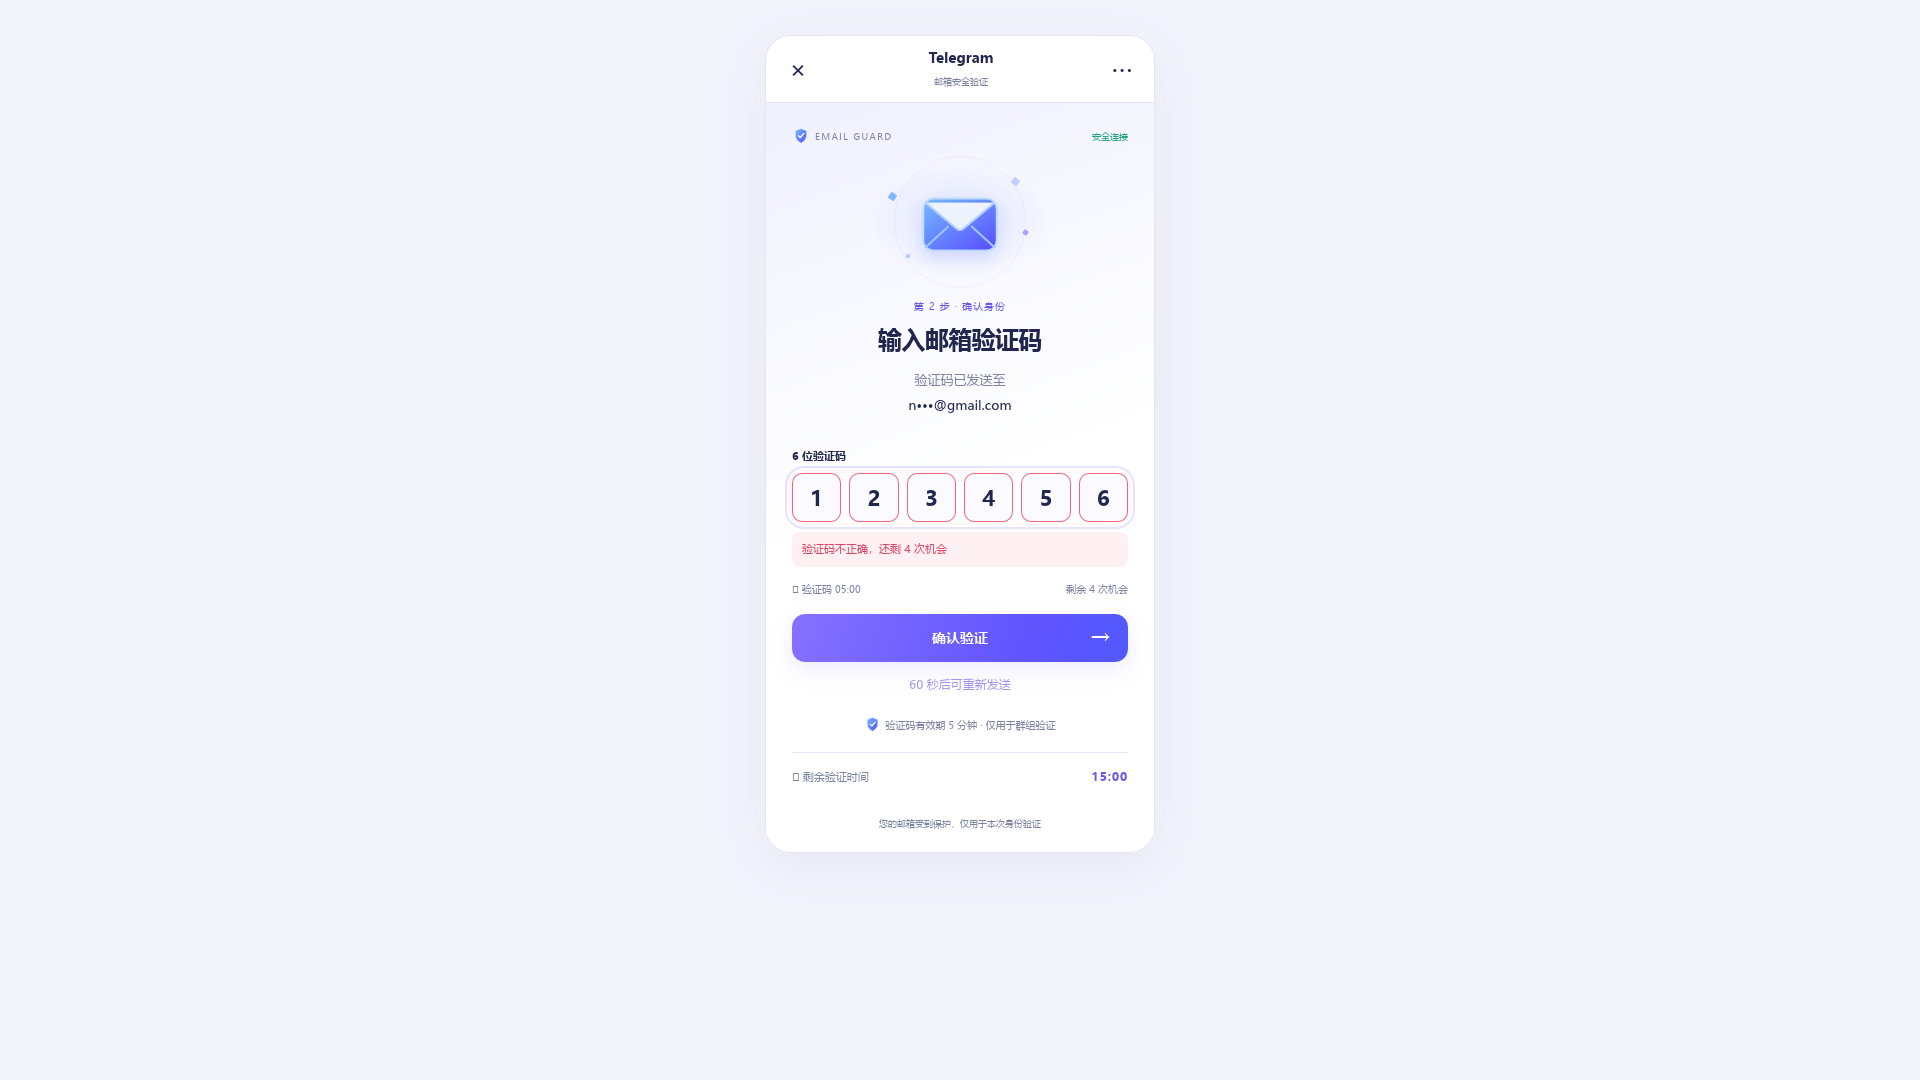 Telegram
邮箱安全验证
EMAIL GUARD
安全连接
第 2 步 · 确认身份
输入邮箱验证码
验证码已发送至
n•••@gmail.com
6 位验证码
1 2 3 4 5 6
验证码不正确，还剩 4 次机会
验证码 05:00
剩余 4 次机会
确认验证 →
60 秒后可重新发送
验证码有效期 5 分钟 · 仅用于群组验证
剩余验证时间
15:00
您的邮箱受到保护，仅用于本次身份验证